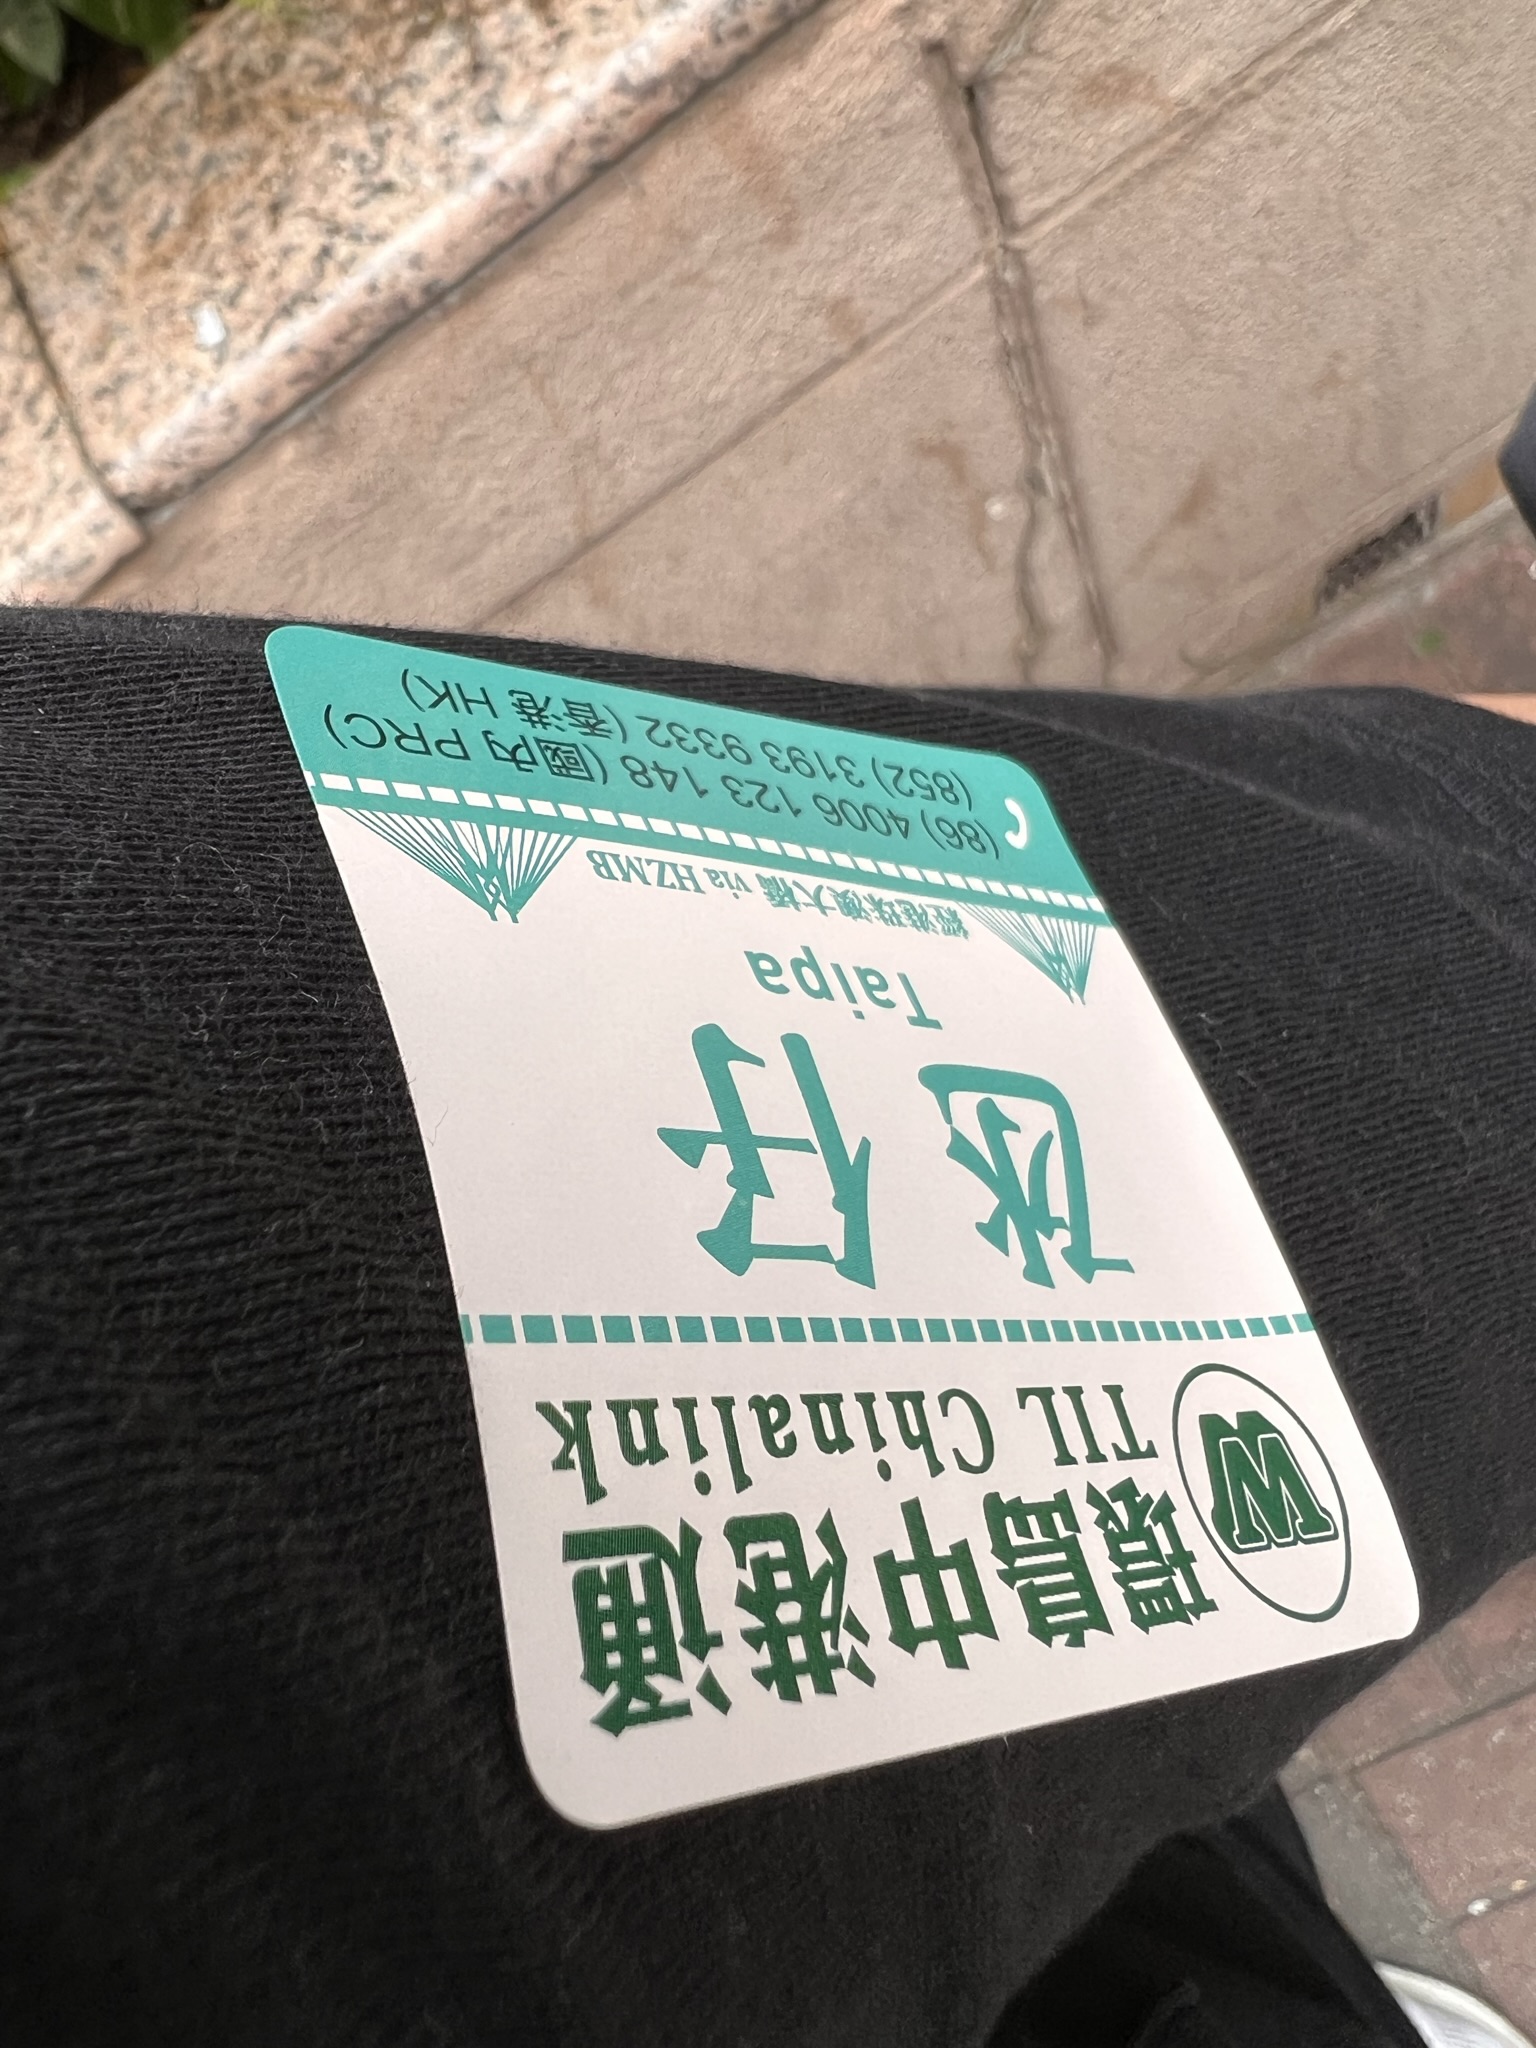 W
環島中港通
TIL Chinalink
氹仔
Taipa
經港珠澳大橋 via HZMB
(86) 4006 123 148 (國內 PRC)
(852) 3193 9332 (香港 HK)